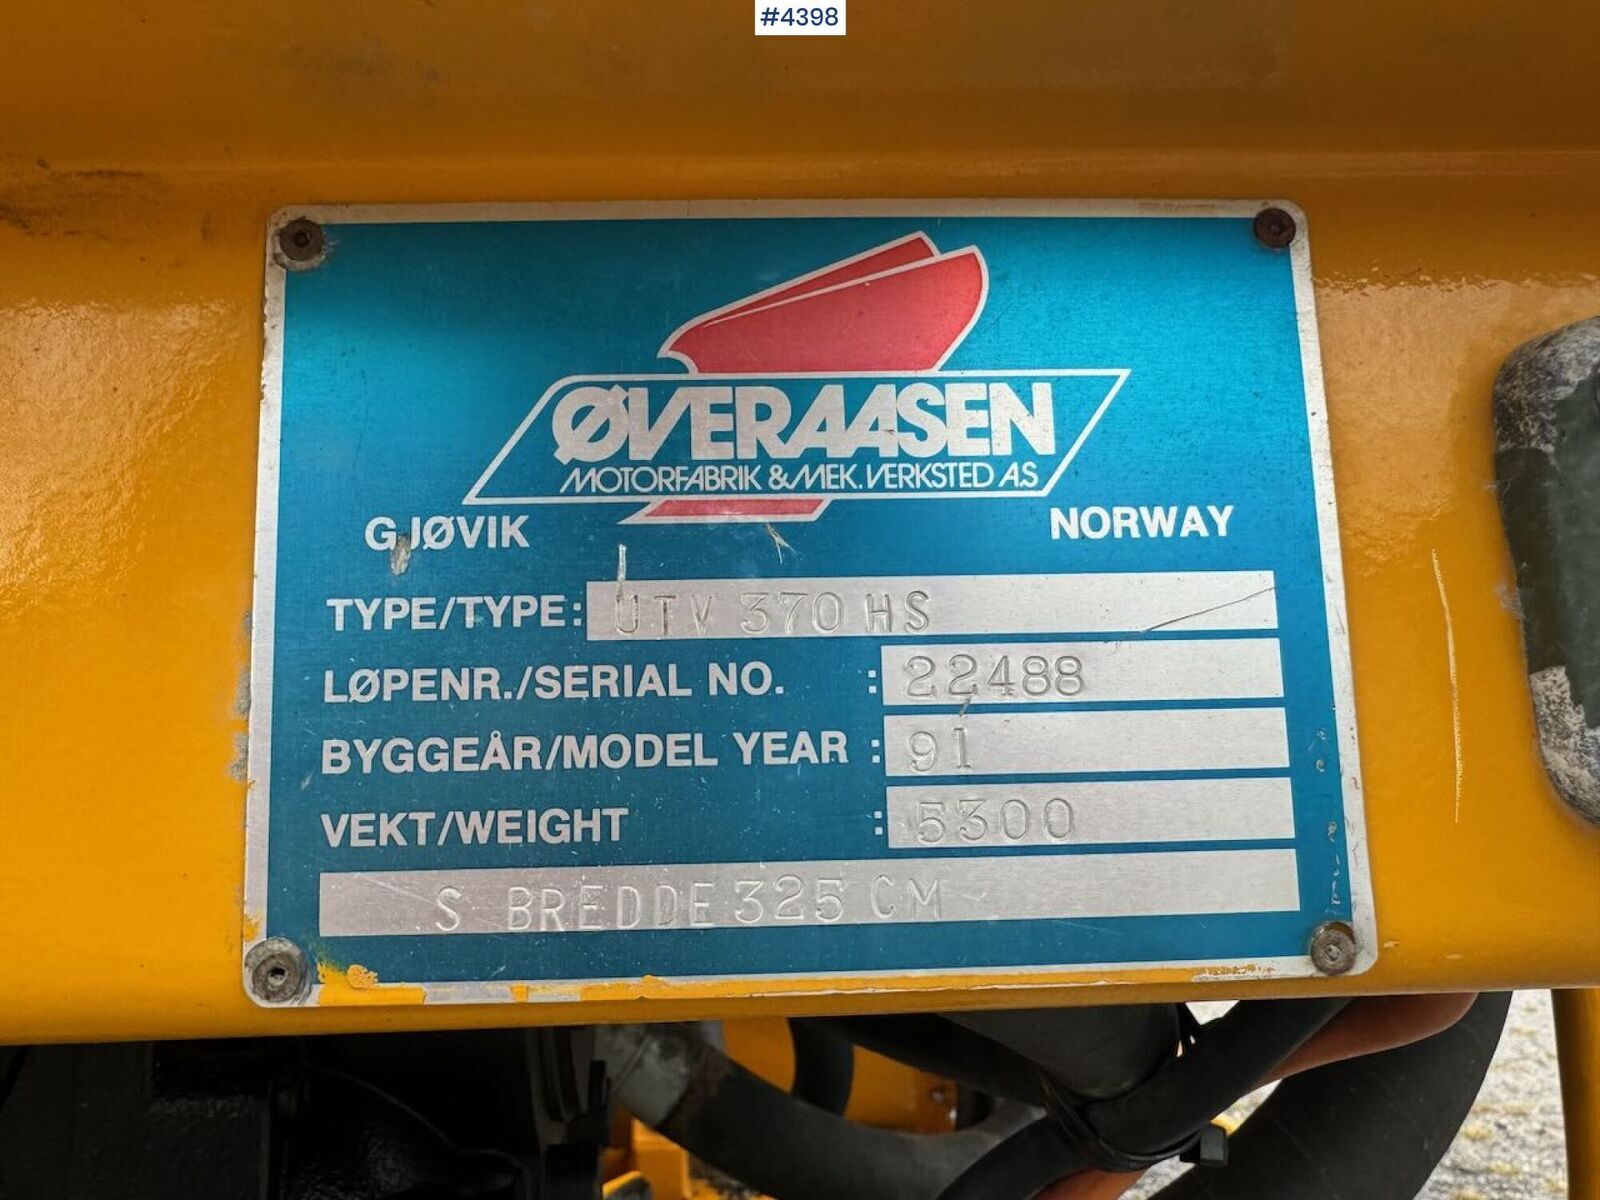 #4398
ØVERAASEN
MOTORFABRIK & MEK. VERKSTED A.S
GJØVIK NORWAY
TYPE/TYPE: UTV 370 HS
LØPENR./SERIAL NO. : 22488
BYGGEÅR/MODEL YEAR : 91
VEKT/WEIGHT : 5300
S BREDDE 325 CM